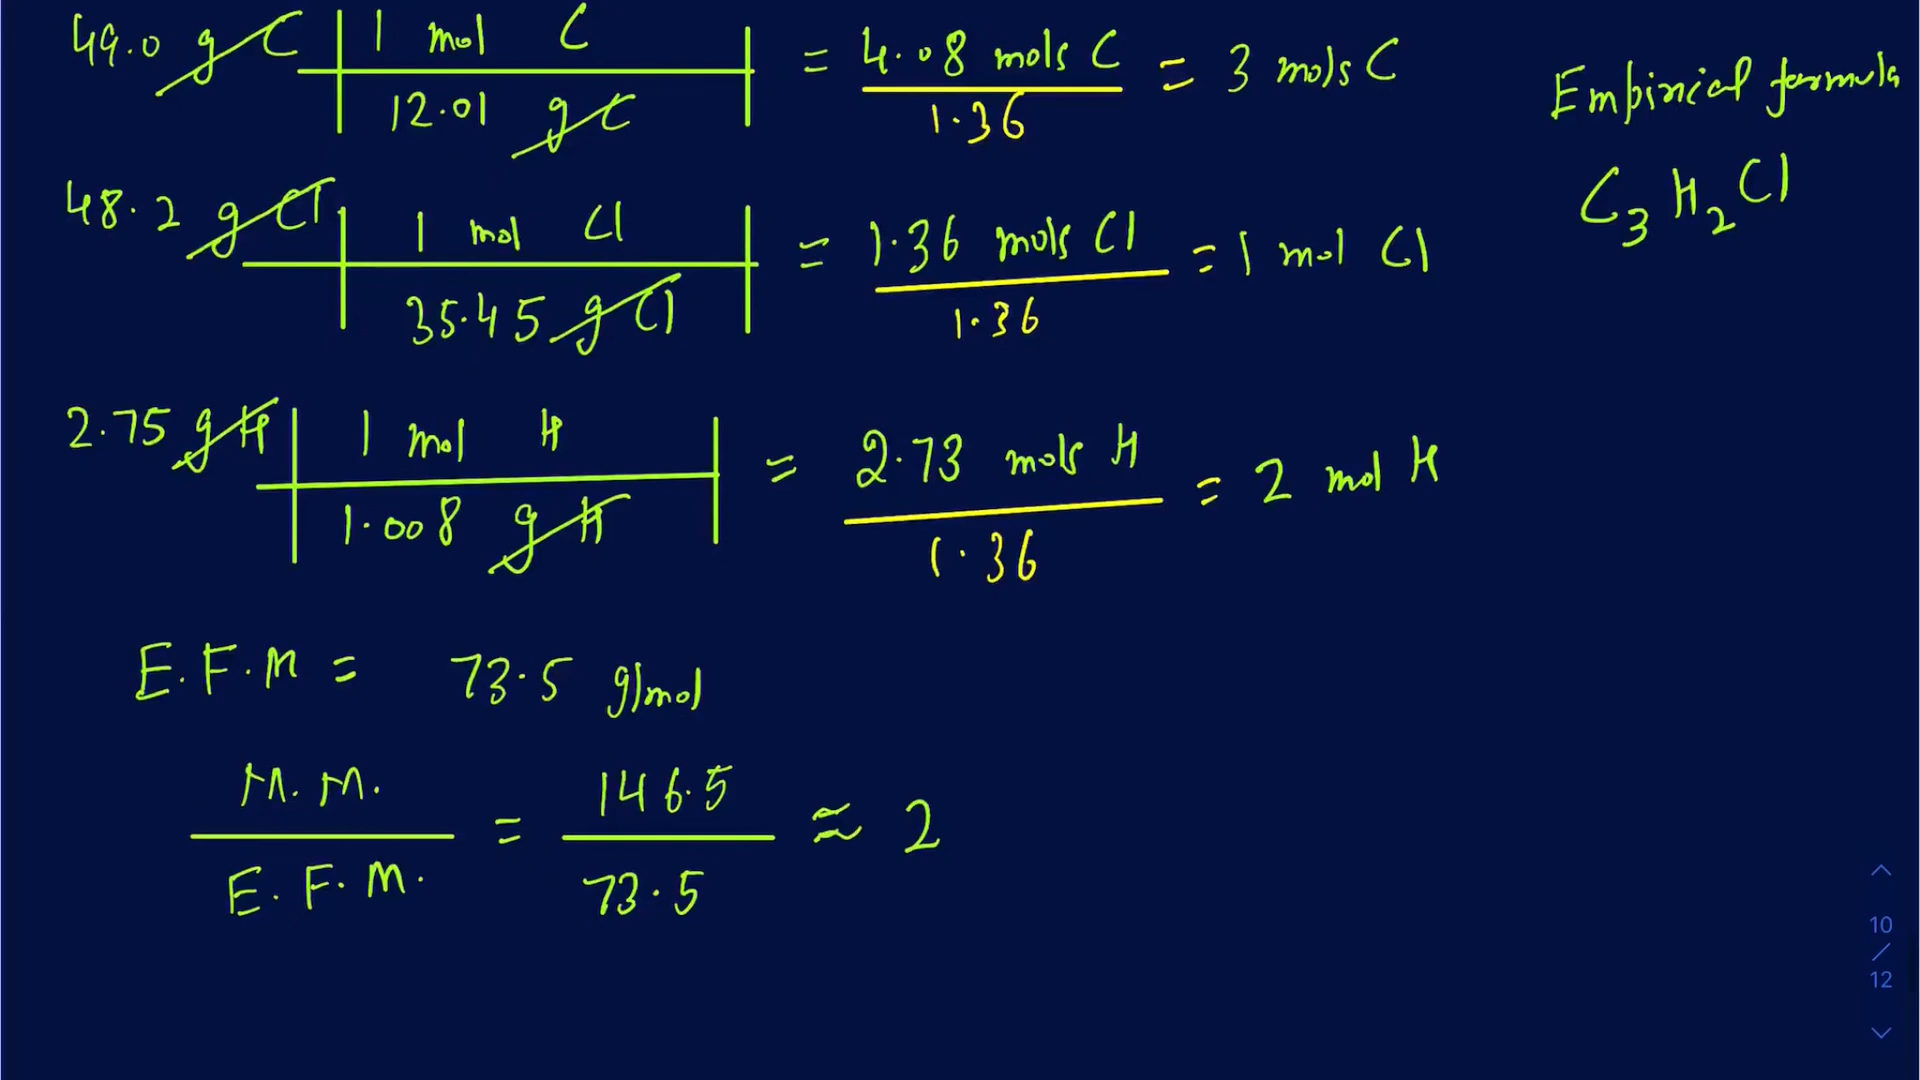 49.0 g C | 1 mol C | = 4.08 mols C = 3 mols C
12.01 g C 1.36
Empirical formula
C3H2Cl
48.2 g Cl | 1 mol Cl | = 1.36 mols Cl = 1 mol Cl
35.45 g Cl 1.36
2.75 g H | 1 mol H | = 2.73 mols H = 2 mol H
1.008 g H 1.36
E.F.M = 73.5 g/mol
M.M. = 146.5 ≈ 2
E.F.M. 73.5
10
/
12